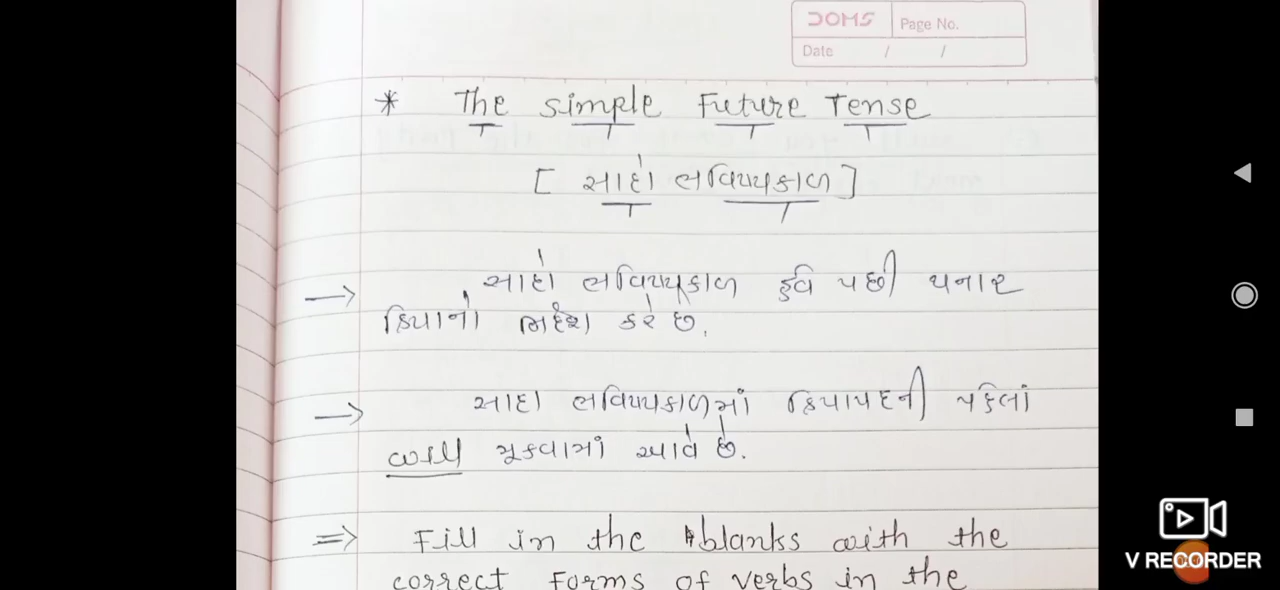 DOMS
Page No.
Date / /
* The Simple Future Tense
[ સાદો ભવિષ્યકાળ ]
→ સાદો ભવિષ્યકાળ હવે પછી થનાર
ક્રિયાનો નિર્દેશ કરે છે.
→ સાદા ભવિષ્યકાળમાં ક્રિયાપદની પહેલાં
will મૂકવામાં આવે છે.
⇒ Fill in the blanks with the
correct forms of verbs in the
V RECORDER